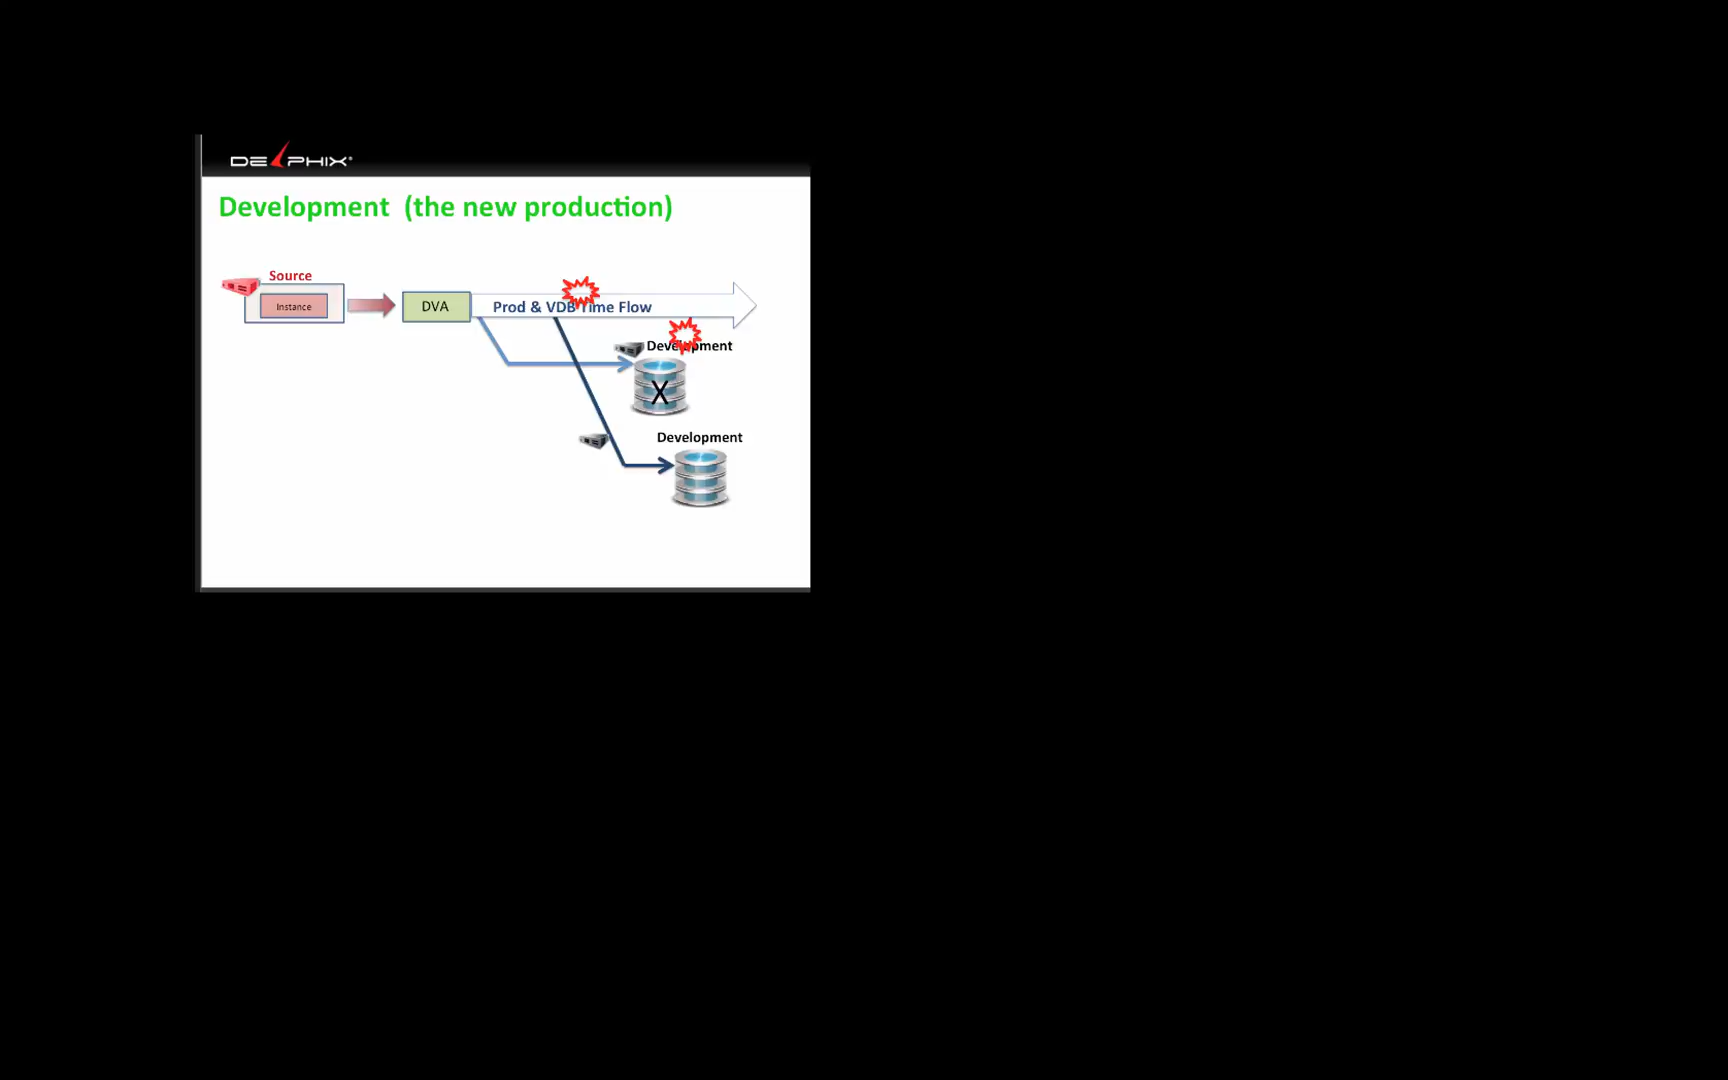 DELPHIX®
Development (the new production)
Source
Instance
DVA
Prod & VDB Time Flow
Development
X
Development